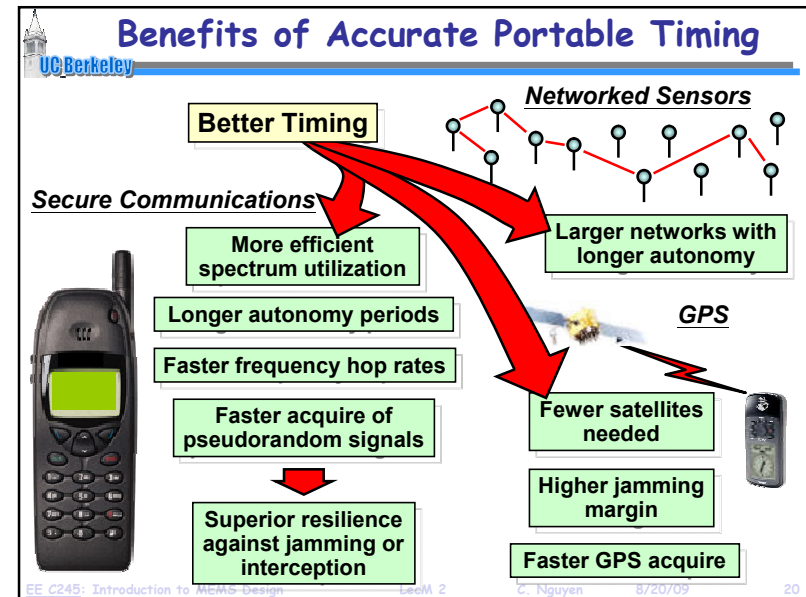 Benefits of Accurate Portable Timing
UC Berkeley
Networked Sensors
Better Timing
Secure Communications
More efficient
spectrum utilization
Larger networks with
longer autonomy
Longer autonomy periods
GPS
Faster frequency hop rates
Faster acquire of
pseudorandom signals
Fewer satellites
needed
Higher jamming
margin
Superior resilience
against jamming or
interception
Faster GPS acquire
EE C245: Introduction to MEMS Design LecM 2 C. Nguyen 8/20/09 20